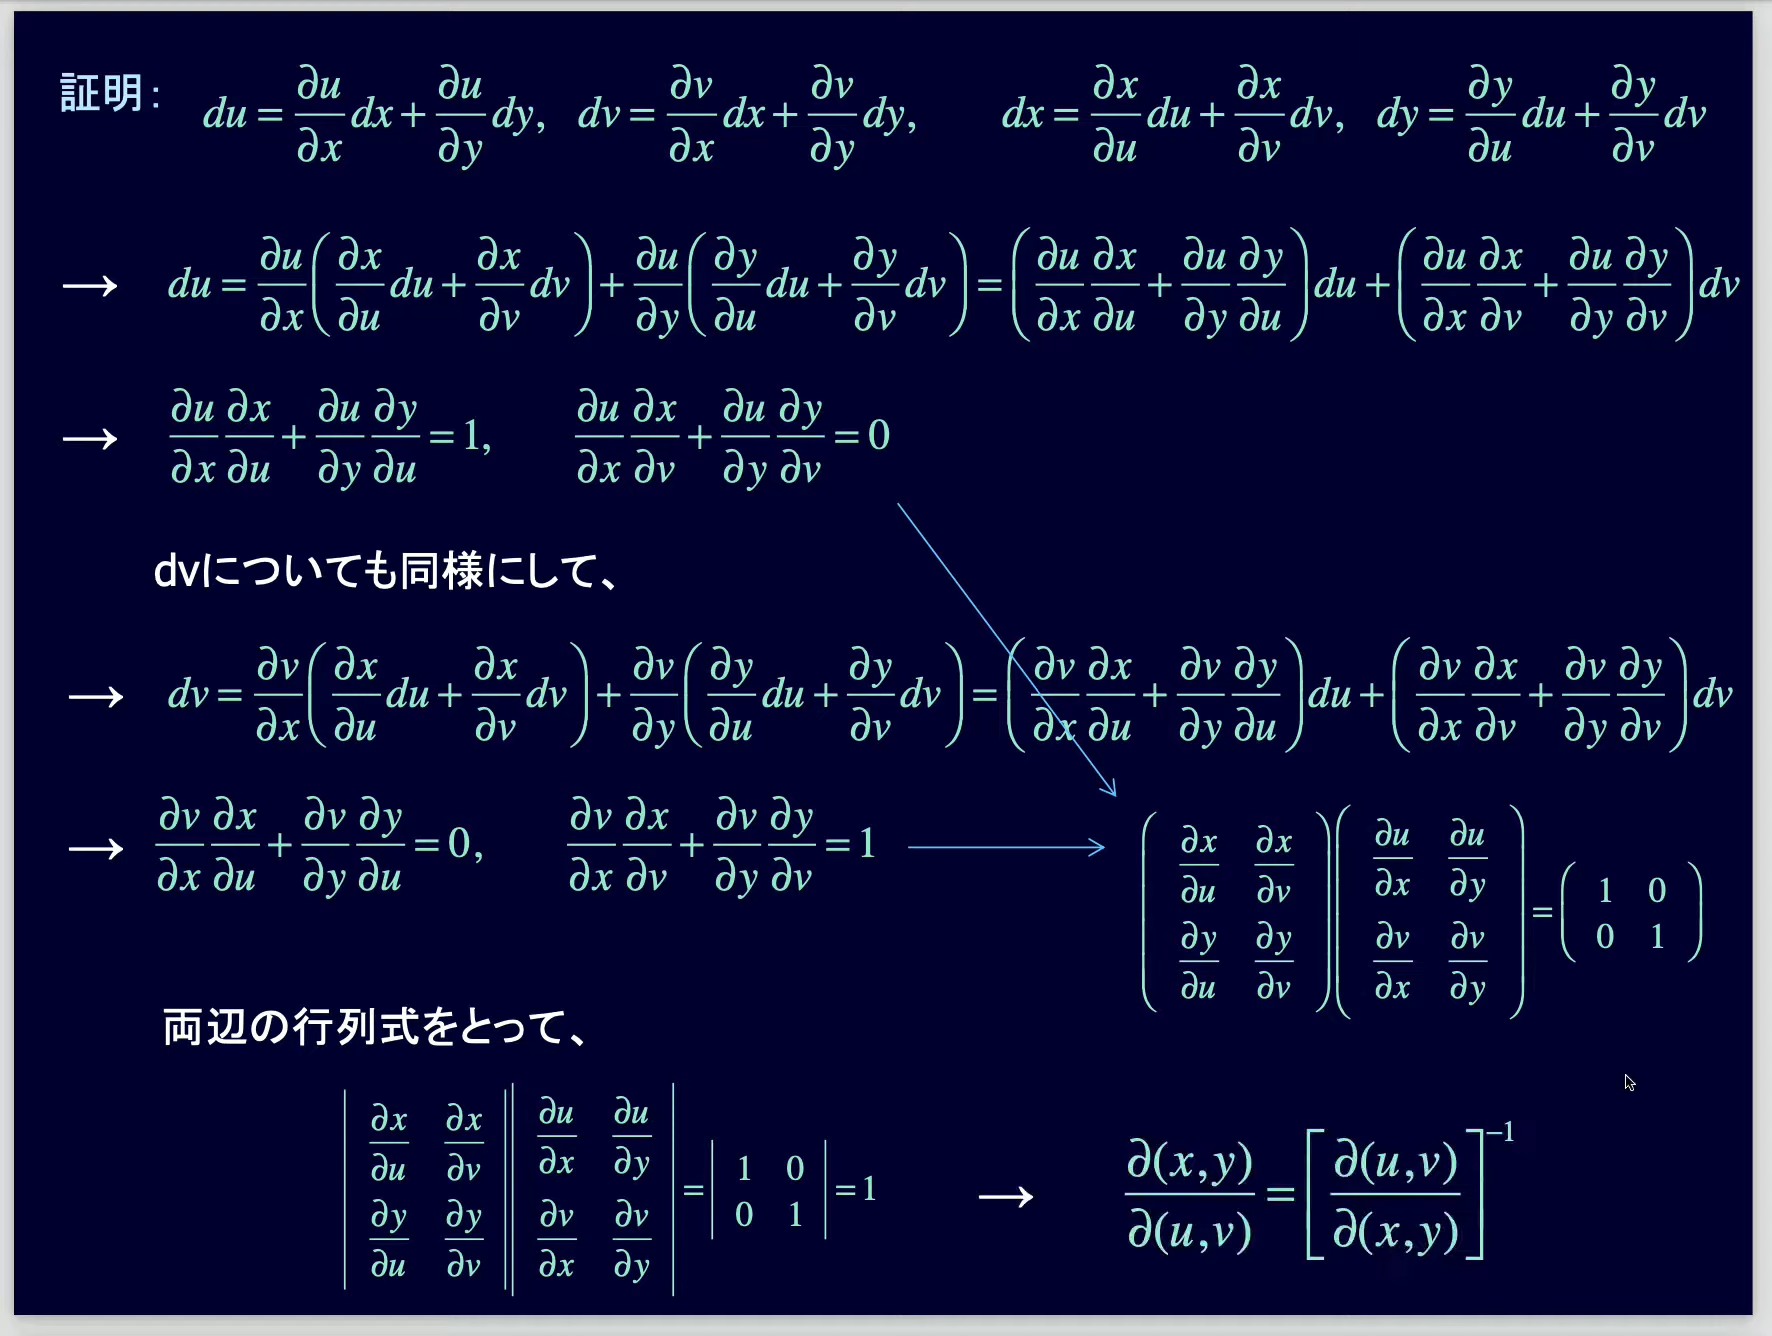 証明： du = ∂u/∂x dx + ∂u/∂y dy, dv = ∂v/∂x dx + ∂v/∂y dy, dx = ∂x/∂u du + ∂x/∂v dv, dy = ∂y/∂u du + ∂y/∂v dv
→ du = ∂u/∂x (∂x/∂u du + ∂x/∂v dv) + ∂u/∂y (∂y/∂u du + ∂y/∂v dv) = (∂u/∂x ∂x/∂u + ∂u/∂y ∂y/∂u) du + (∂u/∂x ∂x/∂v + ∂u/∂y ∂y/∂v) dv
→ ∂u/∂x ∂x/∂u + ∂u/∂y ∂y/∂u = 1, ∂u/∂x ∂x/∂v + ∂u/∂y ∂y/∂v = 0
dvについても同様にして、
→ dv = ∂v/∂x (∂x/∂u du + ∂x/∂v dv) + ∂v/∂y (∂y/∂u du + ∂y/∂v dv) = (∂v/∂x ∂x/∂u + ∂v/∂y ∂y/∂u) du + (∂v/∂x ∂x/∂v + ∂v/∂y ∂y/∂v) dv
→ ∂v/∂x ∂x/∂u + ∂v/∂y ∂y/∂u = 0, ∂v/∂x ∂x/∂v + ∂v/∂y ∂y/∂v = 1
(∂x/∂u ∂x/∂v; ∂y/∂u ∂y/∂v) (∂u/∂x ∂u/∂y; ∂v/∂x ∂v/∂y) = (1 0; 0 1)
両辺の行列式をとって、
|∂x/∂u ∂x/∂v; ∂y/∂u ∂y/∂v| |∂u/∂x ∂u/∂y; ∂v/∂x ∂v/∂y| = |1 0; 0 1| = 1 → ∂(x,y)/∂(u,v) = [∂(u,v)/∂(x,y)]^−1